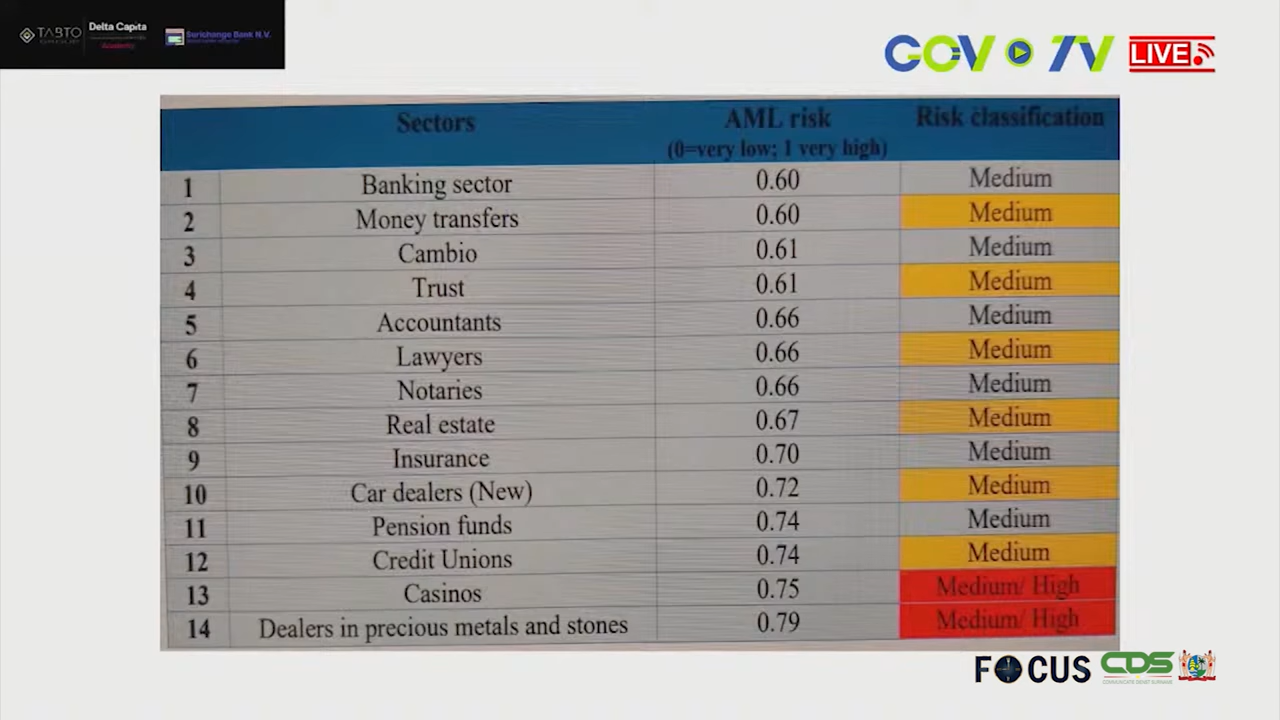 TABTO
Delta Capita
Academy
Surichange Bank N.V.
GOV TV
LIVE
Sectors AML risk Risk classification
(0=very low; 1 very high)
1 Banking sector 0.60 Medium
2 Money transfers 0.60 Medium
3 Cambio 0.61 Medium
4 Trust 0.61 Medium
5 Accountants 0.66 Medium
6 Lawyers 0.66 Medium
7 Notaries 0.66 Medium
8 Real estate 0.67 Medium
9 Insurance 0.70 Medium
10 Car dealers (New) 0.72 Medium
11 Pension funds 0.74 Medium
12 Credit Unions 0.74 Medium
13 Casinos 0.75 Medium/ High
14 Dealers in precious metals and stones 0.79 Medium/ High
FOCUS CDS
COMMUNICATIE DIENST SURINAME